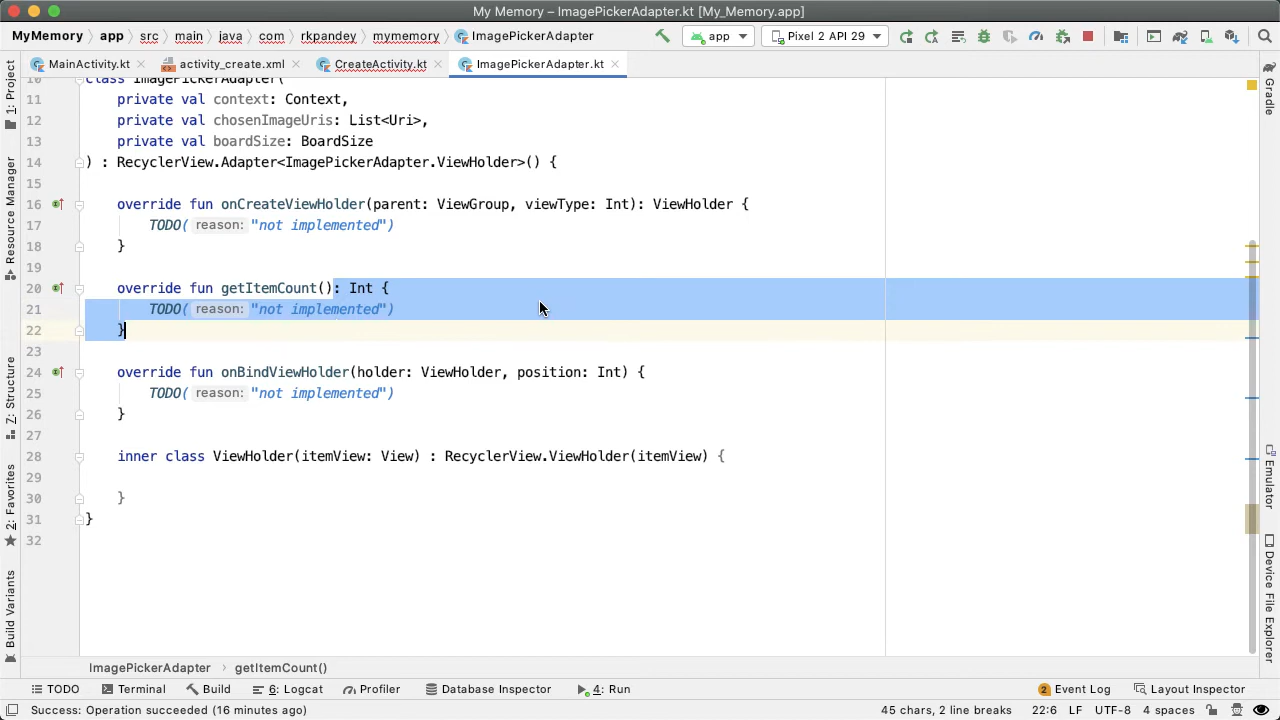 My Memory – ImagePickerAdapter.kt [My_Memory.app]
MyMemory app src main java com rkpandey mymemory ImagePickerAdapter app Pixel 2 API 29
MainActivity.kt activity_create.xml CreateActivity.kt ImagePickerAdapter.kt
1: Project
Resource Manager
Z: Structure
2: Favorites
Build Variants
10 class ImagePickerAdapter(
11 private val context: Context,
12 private val chosenImageUris: List<Uri>,
13 private val boardSize: BoardSize
14 ) : RecyclerView.Adapter<ImagePickerAdapter.ViewHolder>() {
15
16 override fun onCreateViewHolder(parent: ViewGroup, viewType: Int): ViewHolder {
17 TODO( reason: "not implemented")
18 }
19
20 override fun getItemCount(): Int {
21 TODO( reason: "not implemented")
22 }
23
24 override fun onBindViewHolder(holder: ViewHolder, position: Int) {
25 TODO( reason: "not implemented")
26 }
27
28 inner class ViewHolder(itemView: View) : RecyclerView.ViewHolder(itemView) {
29
30 }
31 }
32
Gradle
Emulator
Device File Explorer
ImagePickerAdapter › getItemCount()
TODO Terminal Build 6: Logcat Profiler Database Inspector 4: Run 2 Event Log Layout Inspector
Success: Operation succeeded (16 minutes ago) 45 chars, 2 line breaks 22:6 LF UTF-8 4 spaces